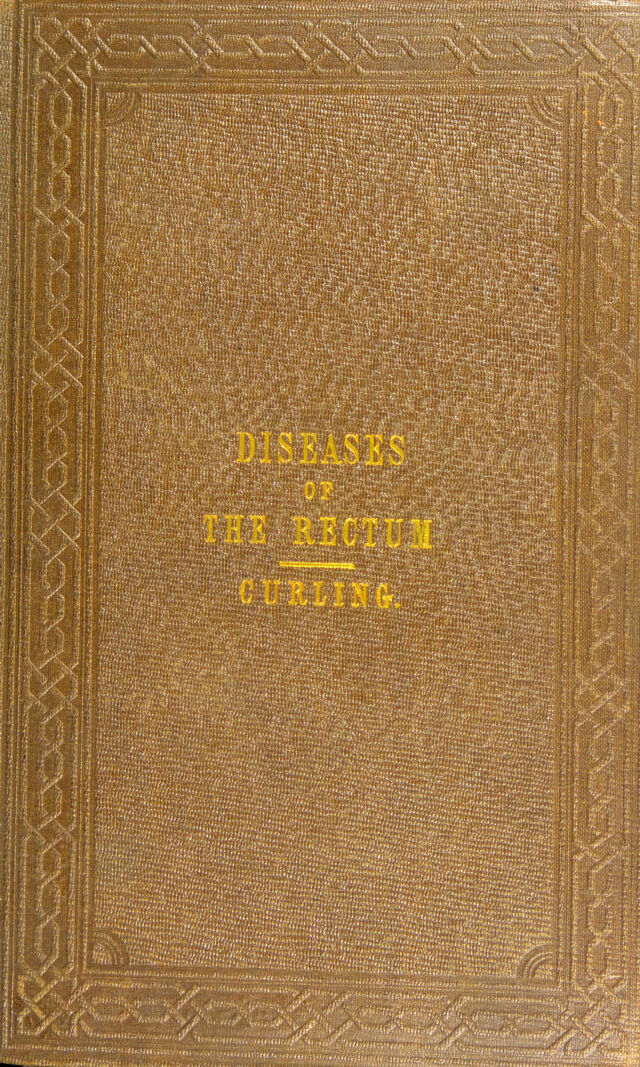 DISEASES
OF
THE RECTUM
CURLING.